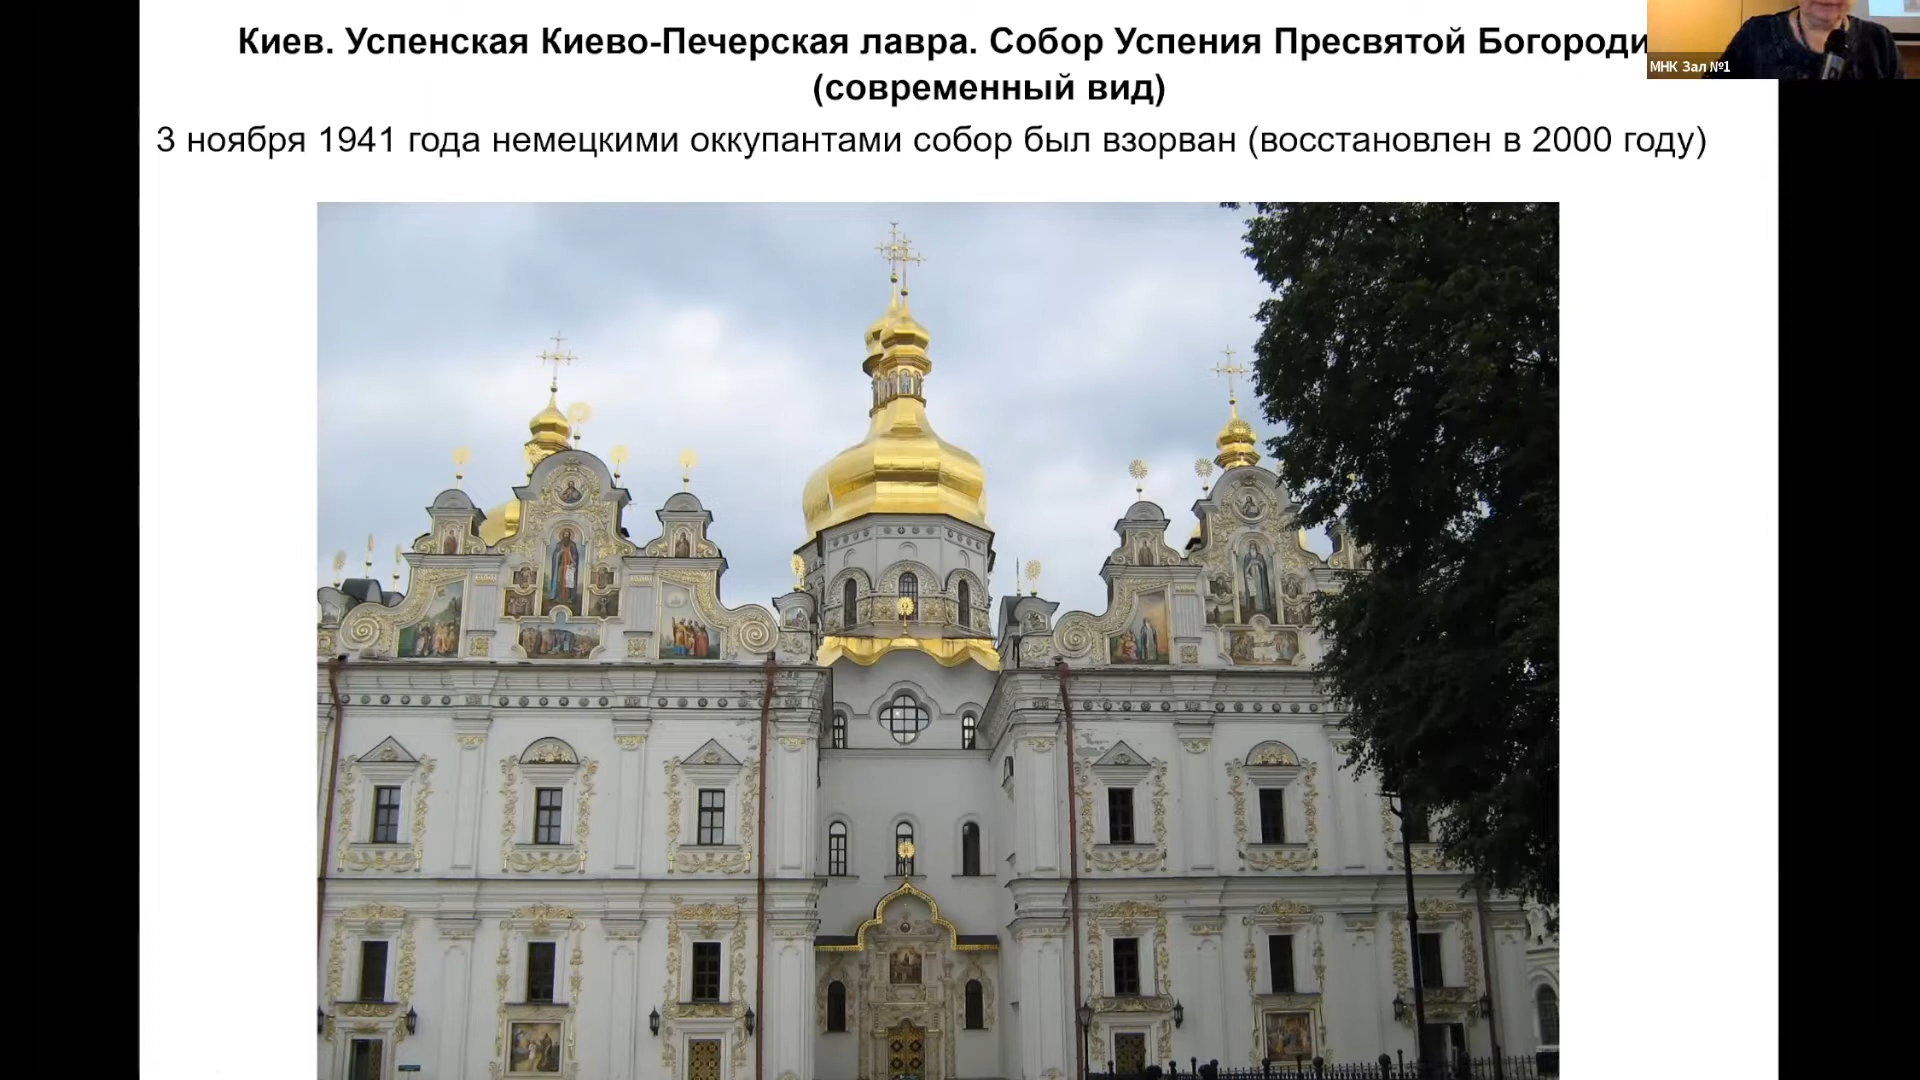 Киев. Успенская Киево-Печерская лавра. Собор Успения Пресвятой Богороди
(современный вид)
3 ноября 1941 года немецкими оккупантами собор был взорван (восстановлен в 2000 году)
МНК Зал №1